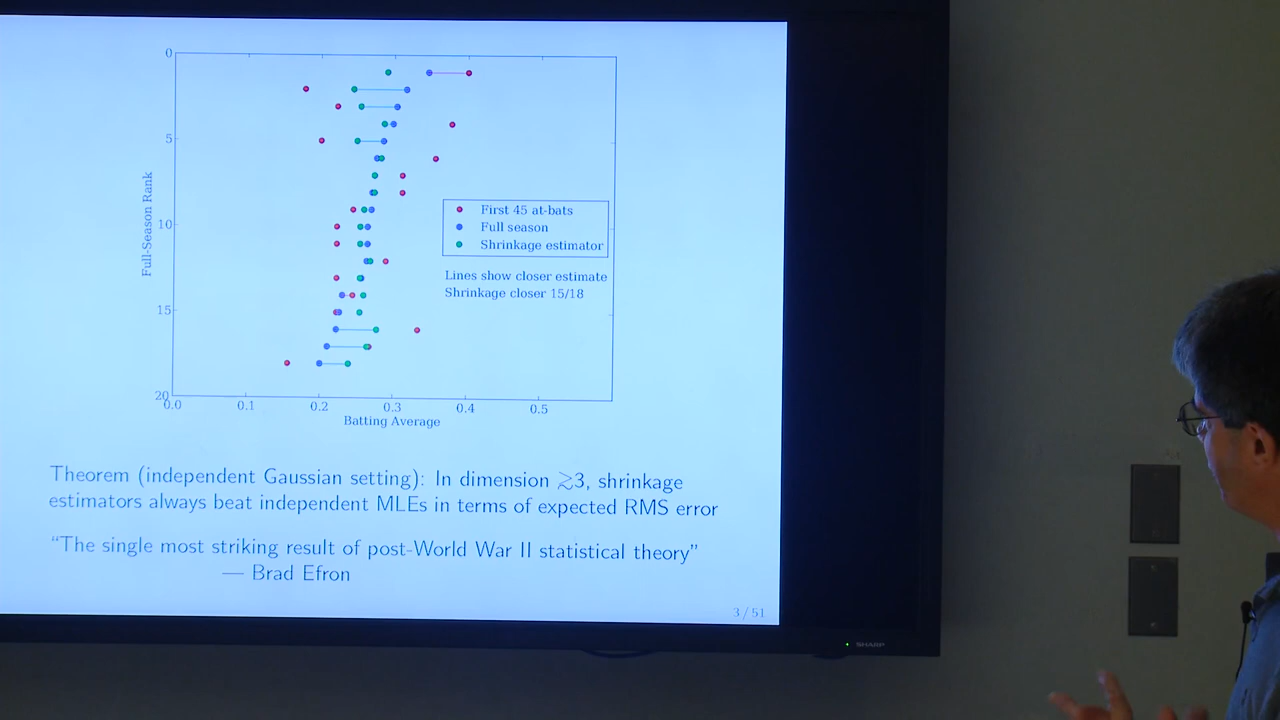 0
5
10
15
20
Full-Season Rank
First 45 at-bats
Full season
Shrinkage estimator
Lines show closer estimate
Shrinkage closer 15/18
0.0 0.1 0.2 0.3 0.4 0.5
Batting Average
Theorem (independent Gaussian setting): In dimension ≳3, shrinkage
estimators always beat independent MLEs in terms of expected RMS error
“The single most striking result of post-World War II statistical theory”
— Brad Efron
3 / 51
SHARP